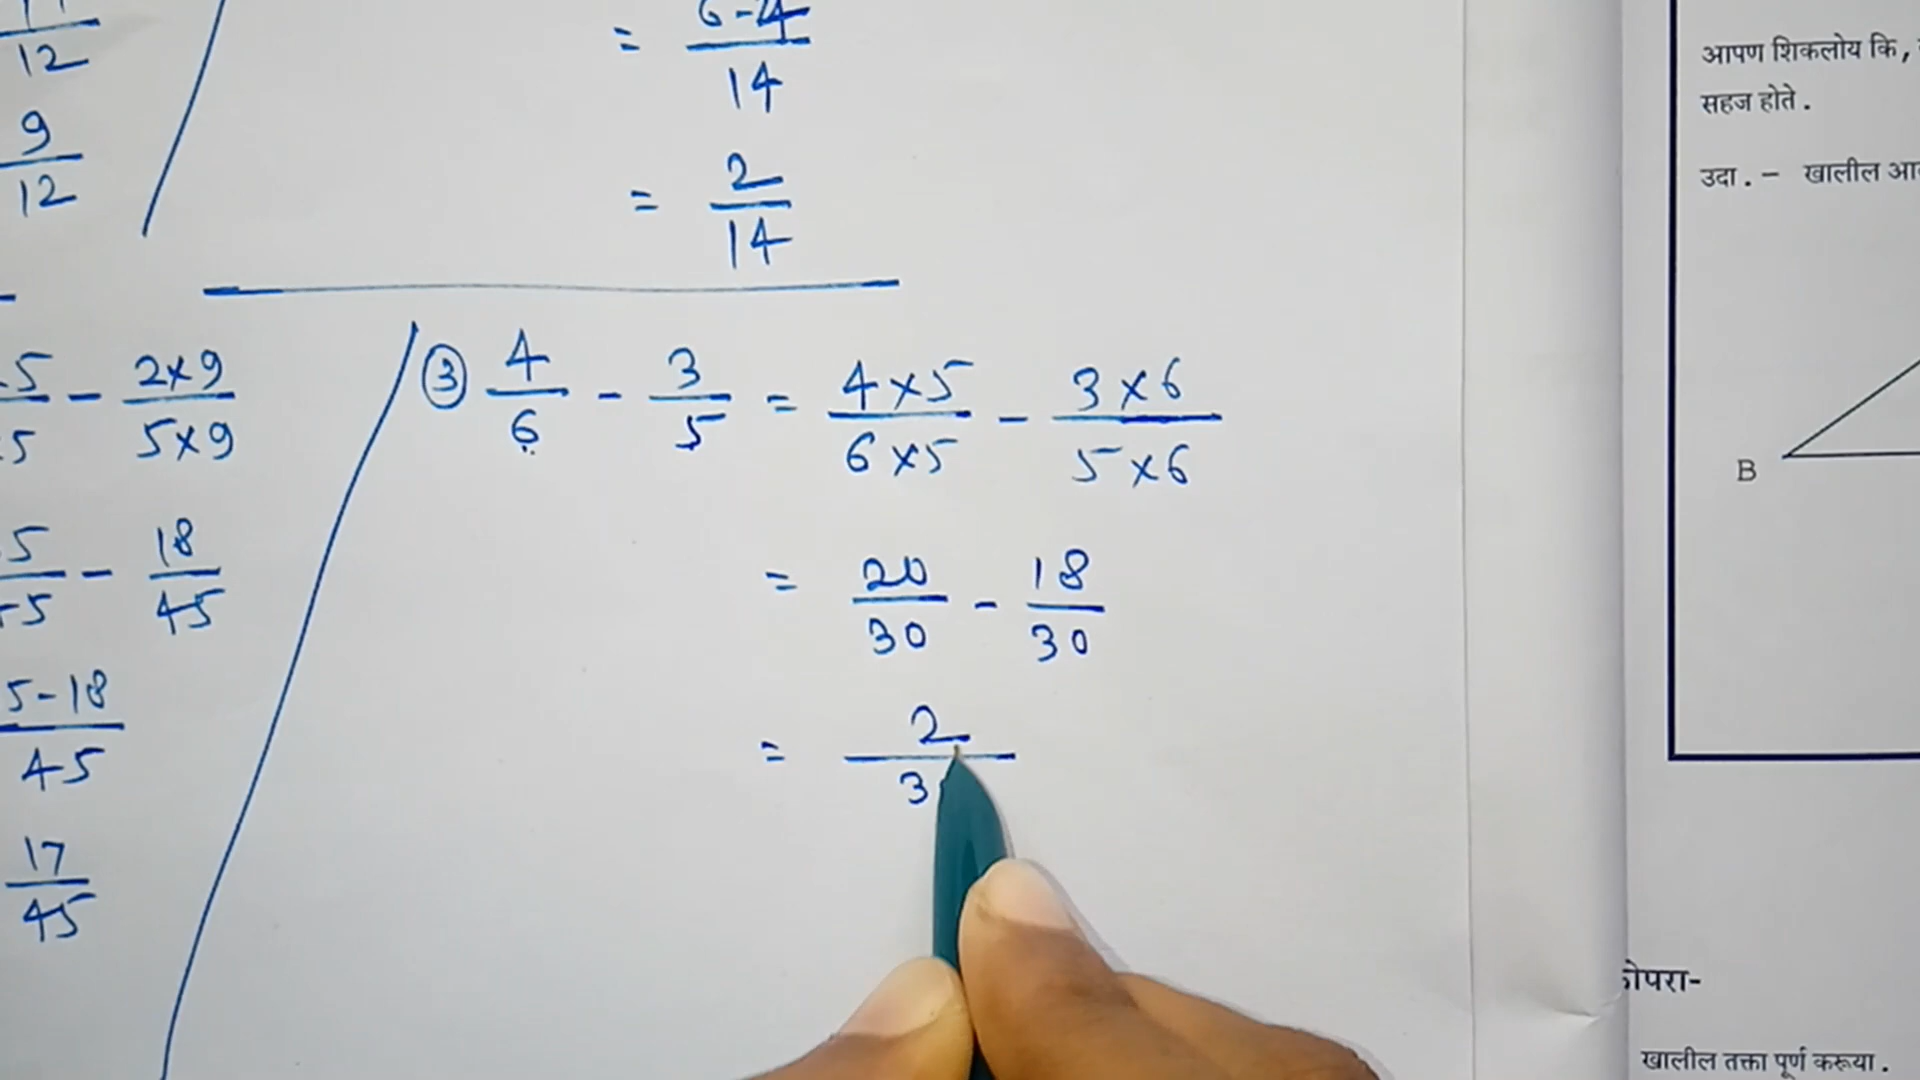 12
9
12
6-4
= ―
14
2
= ―
14
5/5 - 2×9/5×9
5/5 - 18/45
5-18
45
17
45
③ 4/6 - 3/5 = 4×5/6×5 - 3×6/5×6
= 20/30 - 18/30
= 2/3
आपण शिकलोय कि,
सहज होते.
उदा. – खालील
B
खालील तक्ता पूर्ण करूया.